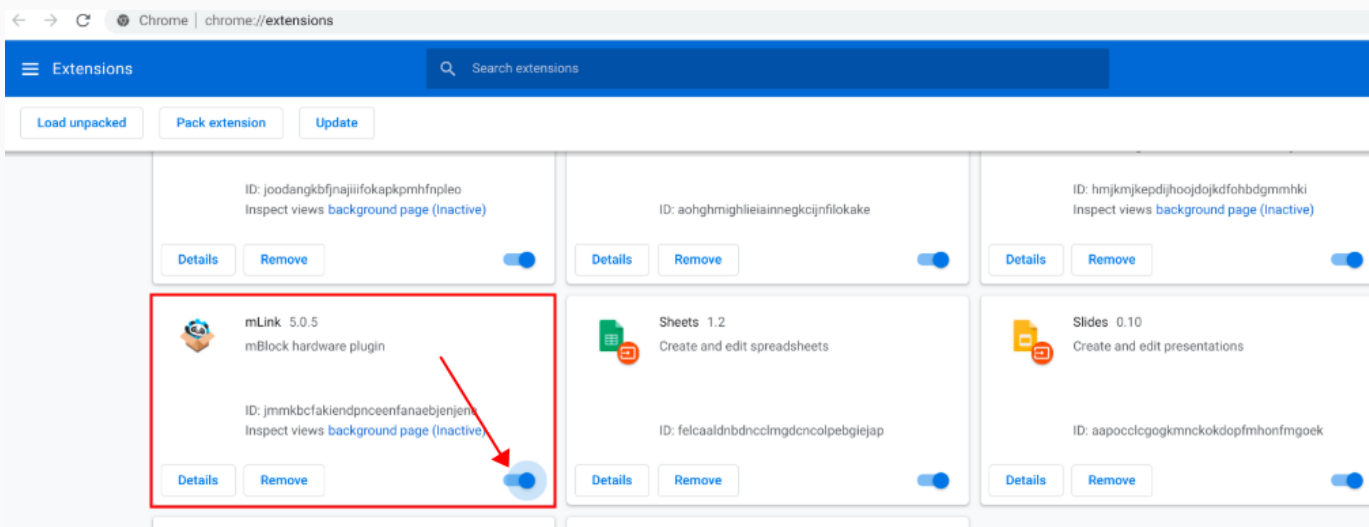 Chrome | chrome://extensions
Extensions
Search extensions
Load unpacked Pack extension Update
ID: joodangkbfjnajiiifokapkpmhfnpleo
Inspect views background page (Inactive)
Details Remove
ID: aohghmighlieiainnegkcijnfilokake
Details Remove
ID: hmjkmjkepdijhoojdojkdfohbdgmmhki
Inspect views background page (Inactive)
Details Remove
mLink 5.0.5
mBlock hardware plugin
ID: jmmkbcfakiendpnceenfanaebjenjene
Inspect views background page (Inactive)
Details Remove
Sheets 1.2
Create and edit spreadsheets
ID: felcaaldnbdncclmgdcncolpebgiejap
Details Remove
Slides 0.10
Create and edit presentations
ID: aapocclcgogkmnckokdopfmhonfmgoek
Details Remove